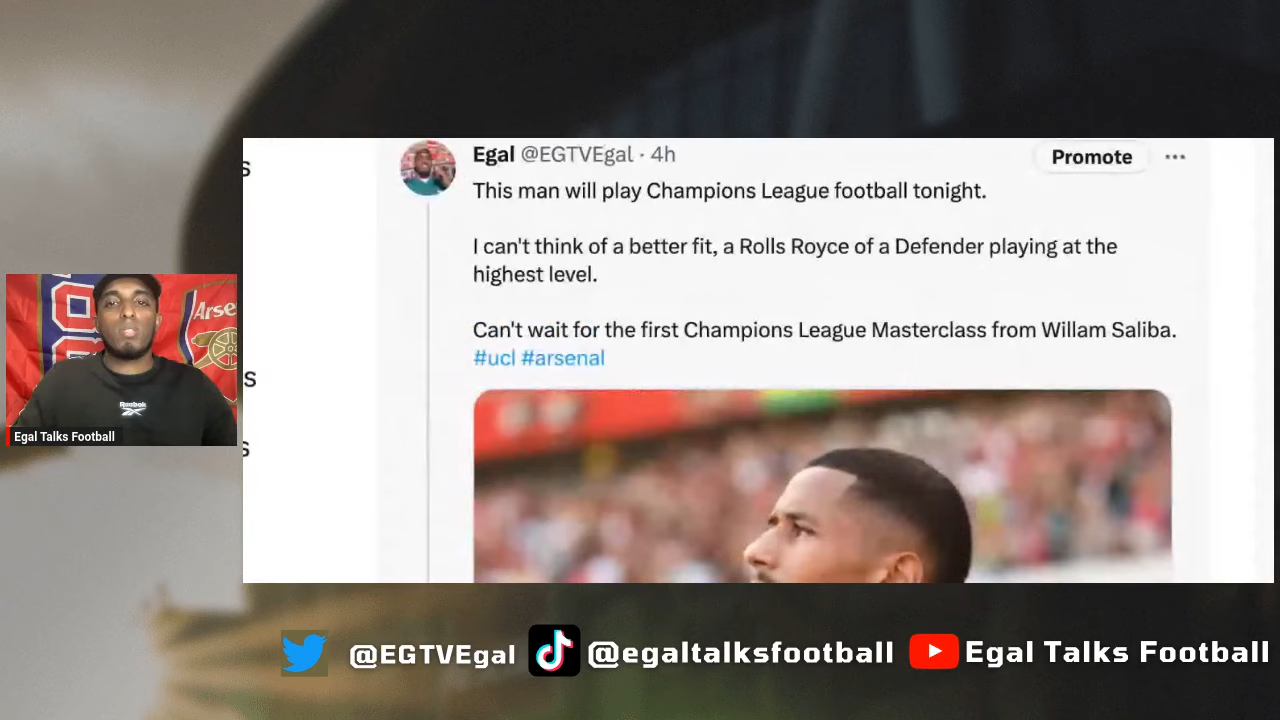 Egal @EGTVEgal · 4h
Promote ···
This man will play Champions League football tonight.
I can't think of a better fit, a Rolls Royce of a Defender playing at the
highest level.
Can't wait for the first Champions League Masterclass from Willam Saliba.
#ucl #arsenal
s
s
s
Arse
Reebok
Egal Talks Football
@EGTVEgal
@egaltalksfootball
Egal Talks Football